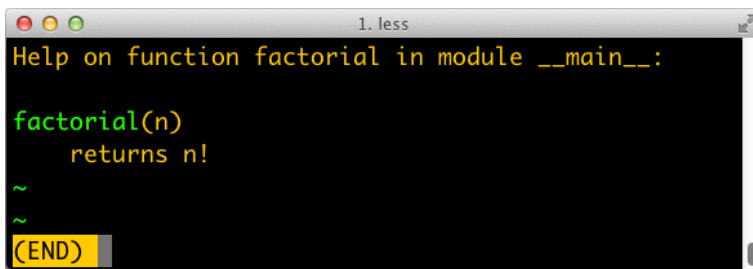 1. less
Help on function factorial in module __main__:
factorial(n)
    returns n!
~
~
(END)